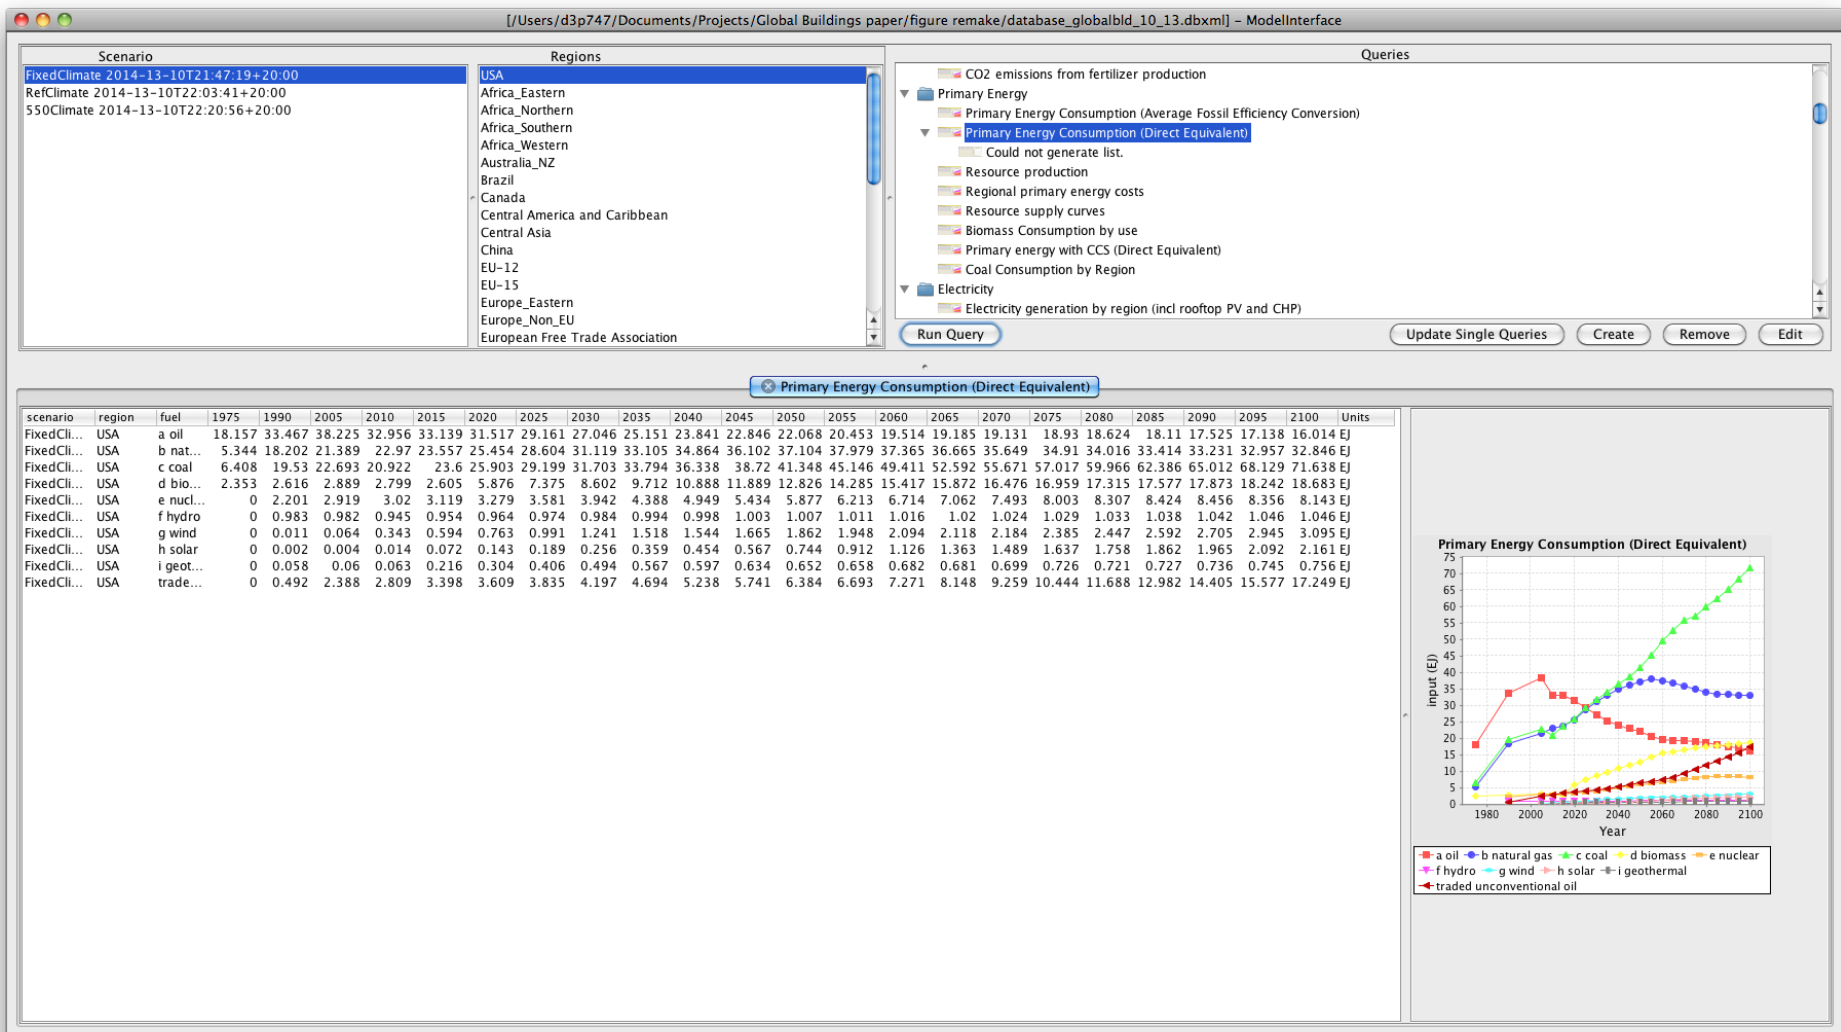 [/Users/d3p747/Documents/Projects/Global Buildings paper/figure remake/database_globalbld_10_13.dbxml] - ModelInterface
Scenario
FixedClimate 2014-13-10T21:47:19+20:00
RefClimate 2014-13-10T22:03:41+20:00
550Climate 2014-13-10T22:20:56+20:00
Regions
USA
Africa_Eastern
Africa_Northern
Africa_Southern
Africa_Western
Australia_NZ
Brazil
Canada
Central America and Caribbean
Central Asia
China
EU-12
EU-15
Europe_Eastern
Europe_Non_EU
European Free Trade Association
Queries
CO2 emissions from fertilizer production
Primary Energy
Primary Energy Consumption (Average Fossil Efficiency Conversion)
Primary Energy Consumption (Direct Equivalent)
Could not generate list.
Resource production
Regional primary energy costs
Resource supply curves
Biomass Consumption by use
Primary energy with CCS (Direct Equivalent)
Coal Consumption by Region
Electricity
Electricity generation by region (incl rooftop PV and CHP)
Run Query Update Single Queries Create Remove Edit
Primary Energy Consumption (Direct Equivalent)
scenario region fuel 1975 1990 2005 2010 2015 2020 2025 2030 2035 2040 2045 2050 2055 2060 2065 2070 2075 2080 2085 2090 2095 2100 Units
FixedCli... USA a oil 18.157 33.467 38.225 32.956 33.139 31.517 29.161 27.046 25.151 23.841 22.846 22.068 20.453 19.514 19.185 19.131 18.93 18.624 18.11 17.525 17.138 16.014 EJ
FixedCli... USA b nat... 5.344 18.202 21.389 22.97 23.557 25.454 28.604 31.119 33.105 34.864 36.102 37.104 37.979 37.365 36.665 35.649 34.91 34.016 33.414 33.231 32.957 32.846 EJ
FixedCli... USA c coal 6.408 19.53 22.693 20.922 23.6 25.903 29.199 31.703 33.794 36.338 38.72 41.348 45.146 49.411 52.592 55.671 57.017 59.966 62.386 65.012 68.129 71.638 EJ
FixedCli... USA d bio... 2.353 2.616 2.889 2.799 2.605 5.876 7.375 8.602 9.712 10.888 11.889 12.826 14.285 15.417 15.872 16.476 16.959 17.315 17.577 17.873 18.242 18.683 EJ
FixedCli... USA e nucl... 0 2.201 2.919 3.02 3.119 3.279 3.581 3.942 4.388 4.949 5.434 5.877 6.213 6.714 7.062 7.493 8.003 8.307 8.424 8.456 8.356 8.143 EJ
FixedCli... USA f hydro 0 0.983 0.982 0.945 0.954 0.964 0.974 0.984 0.994 0.998 1.003 1.007 1.011 1.016 1.02 1.024 1.029 1.033 1.038 1.042 1.046 1.046 EJ
FixedCli... USA g wind 0 0.011 0.064 0.343 0.594 0.763 0.991 1.241 1.518 1.544 1.665 1.862 1.948 2.094 2.118 2.184 2.385 2.447 2.592 2.705 2.945 3.095 EJ
FixedCli... USA h solar 0 0.002 0.004 0.014 0.072 0.143 0.189 0.256 0.359 0.454 0.567 0.744 0.912 1.126 1.363 1.489 1.637 1.758 1.862 1.965 2.092 2.161 EJ
FixedCli... USA i geot... 0 0.058 0.06 0.063 0.216 0.304 0.406 0.494 0.567 0.597 0.634 0.652 0.658 0.682 0.681 0.699 0.726 0.721 0.727 0.736 0.745 0.756 EJ
FixedCli... USA trade... 0 0.492 2.388 2.809 3.398 3.609 3.835 4.197 4.694 5.238 5.741 6.384 6.693 7.271 8.148 9.259 10.444 11.688 12.982 14.405 15.577 17.249 EJ
Primary Energy Consumption (Direct Equivalent)
75
70
65
60
55
50
45
40
35
30
25
20
15
10
5
0
input (EJ)
1980 2000 2020 2040 2060 2080 2100
Year
a oil b natural gas c coal d biomass e nuclear
f hydro g wind h solar i geothermal
traded unconventional oil